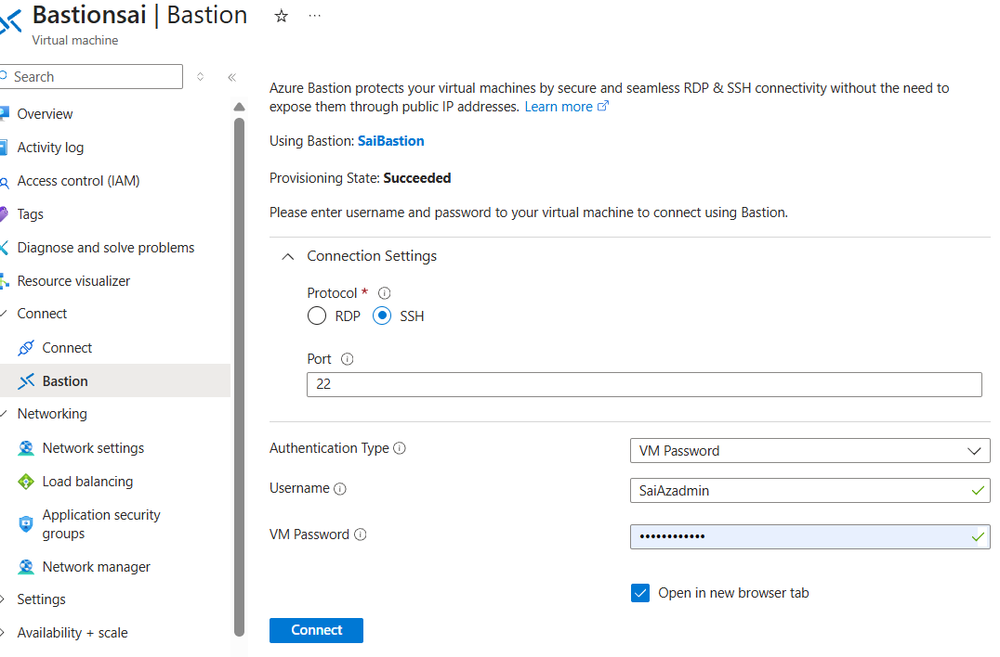 Bastionsai | Bastion
Virtual machine
Search
Overview
Activity log
Access control (IAM)
Tags
Diagnose and solve problems
Resource visualizer
Connect
Connect
Bastion
Networking
Network settings
Load balancing
Application security
groups
Network manager
Settings
Availability + scale
Azure Bastion protects your virtual machines by secure and seamless RDP & SSH connectivity without the need to
expose them through public IP addresses. Learn more
Using Bastion: SaiBastion
Provisioning State: Succeeded
Please enter username and password to your virtual machine to connect using Bastion.
Connection Settings
Protocol *
RDP SSH
Port
22
Authentication Type
VM Password
Username
SaiAzadmin
VM Password
••••••••••••
Open in new browser tab
Connect